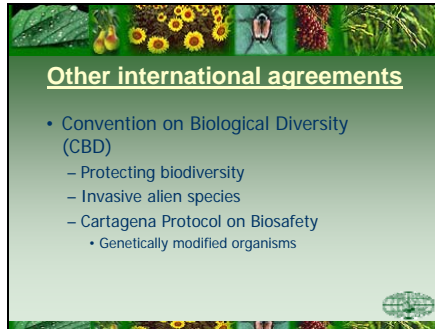 Other international agreements
• Convention on Biological Diversity
(CBD)
– Protecting biodiversity
– Invasive alien species
– Cartagena Protocol on Biosafety
• Genetically modified organisms